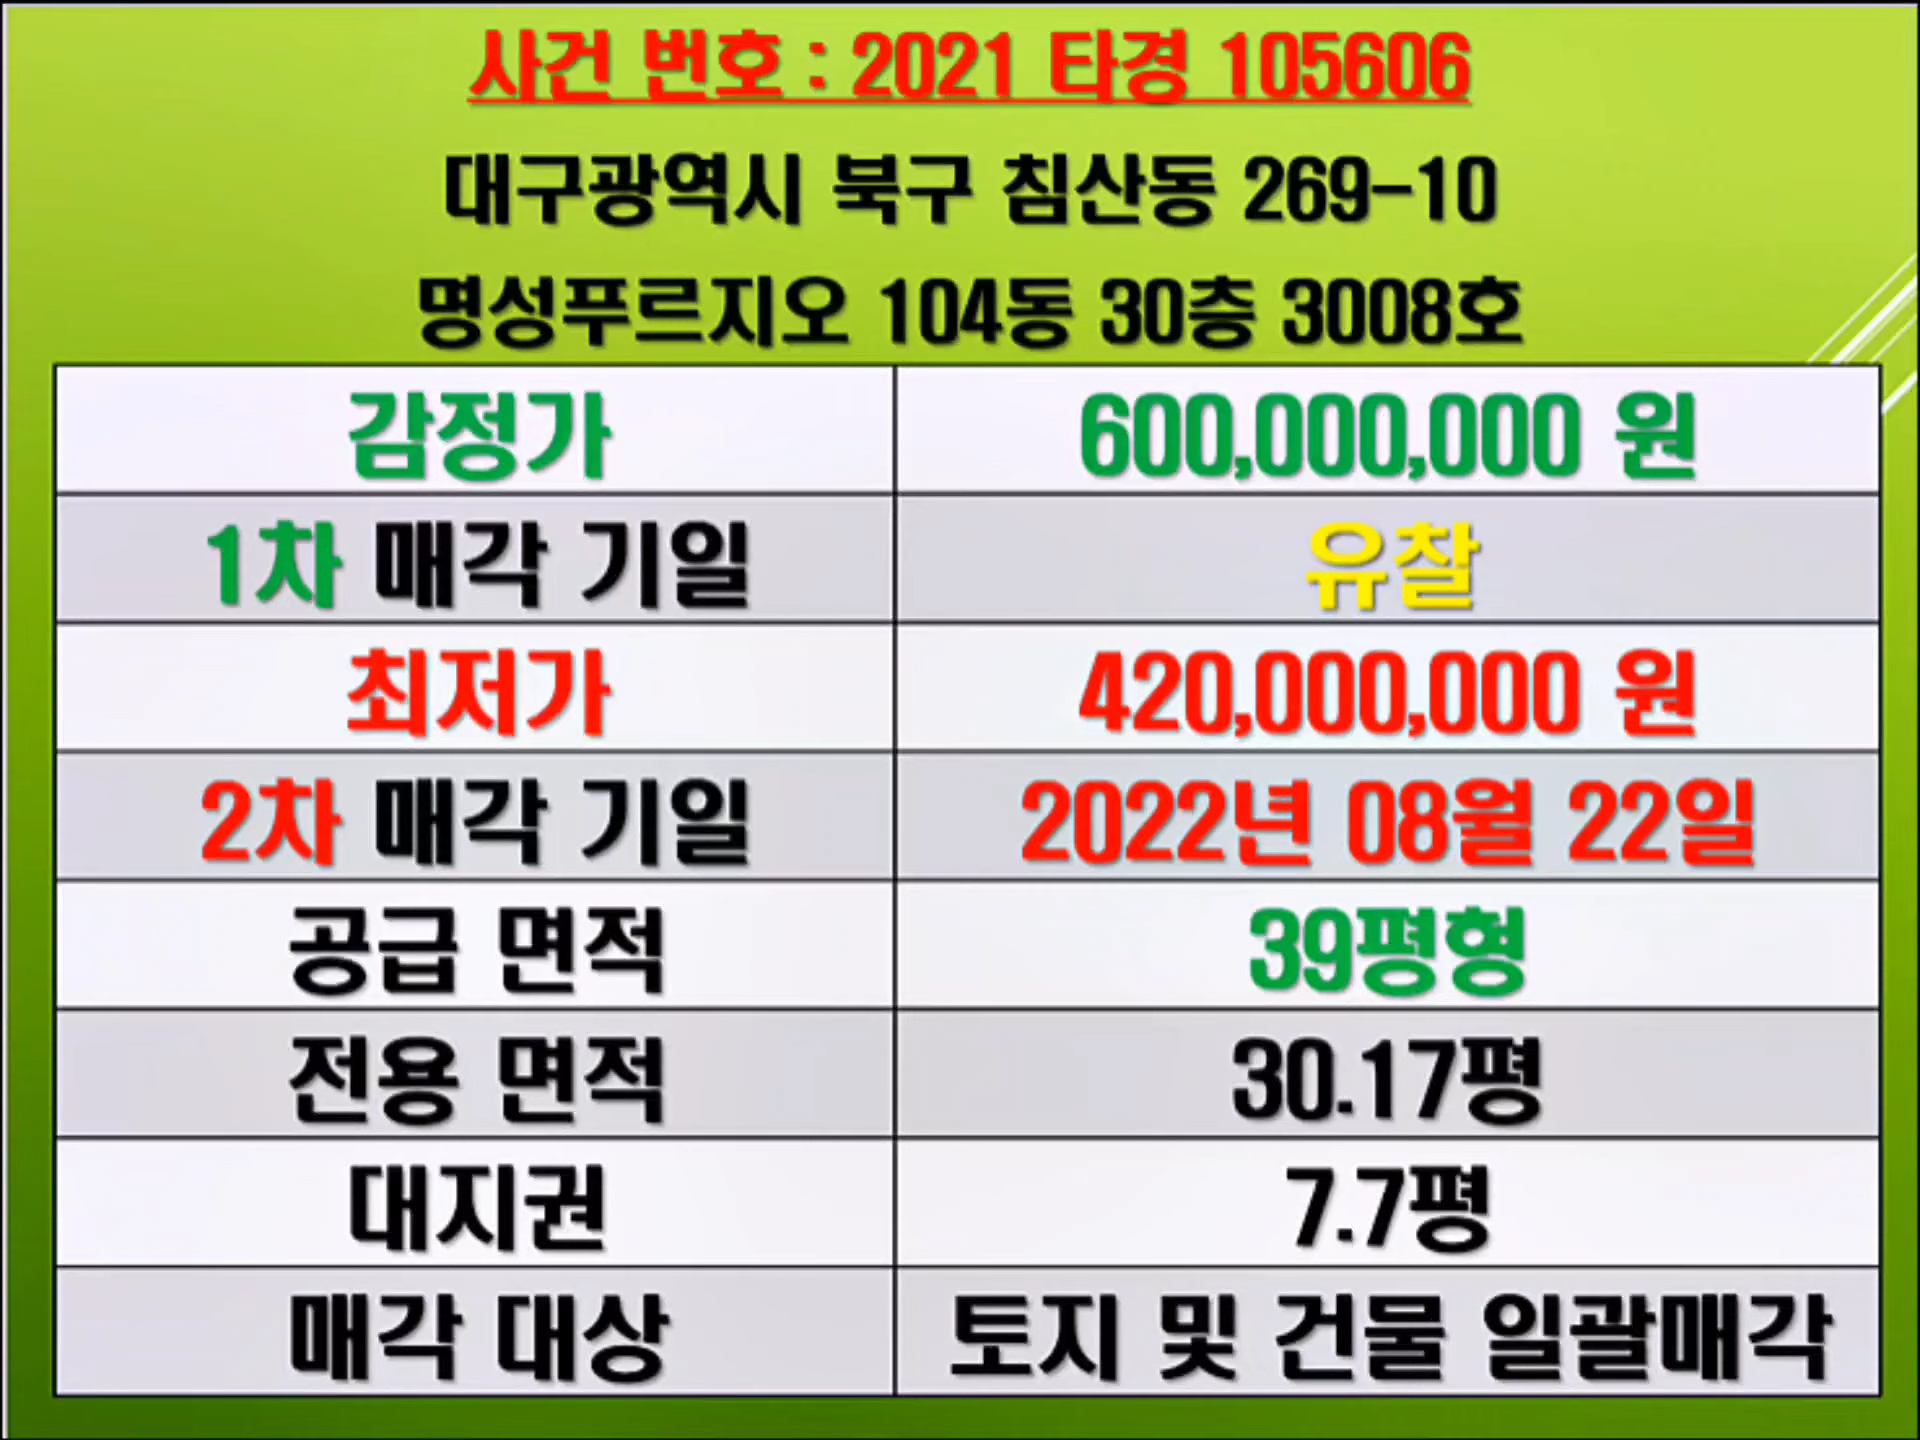 사건 번호 : 2021 타경 105606
대구광역시 북구 침산동 269-10
명성푸르지오 104동 30층 3008호
감정가 600,000,000 원
1차 매각 기일 유찰
최저가 420,000,000 원
2차 매각 기일 2022년 08월 22일
공급 면적 39평형
전용 면적 30.17평
대지권 7.7평
매각 대상 토지 및 건물 일괄매각